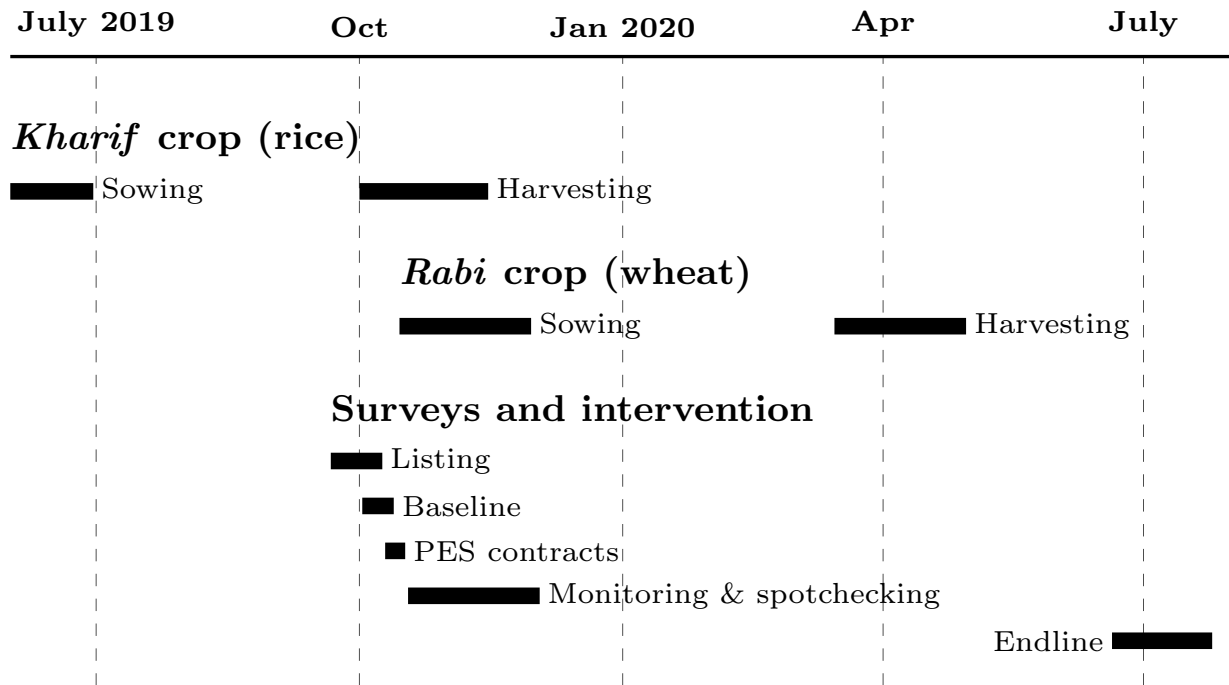 July 2019 Oct Jan 2020 Apr July
Kharif crop (rice)
Sowing Harvesting
Rabi crop (wheat)
Sowing Harvesting
Surveys and intervention
Listing
Baseline
PES contracts
Monitoring & spotchecking
Endline